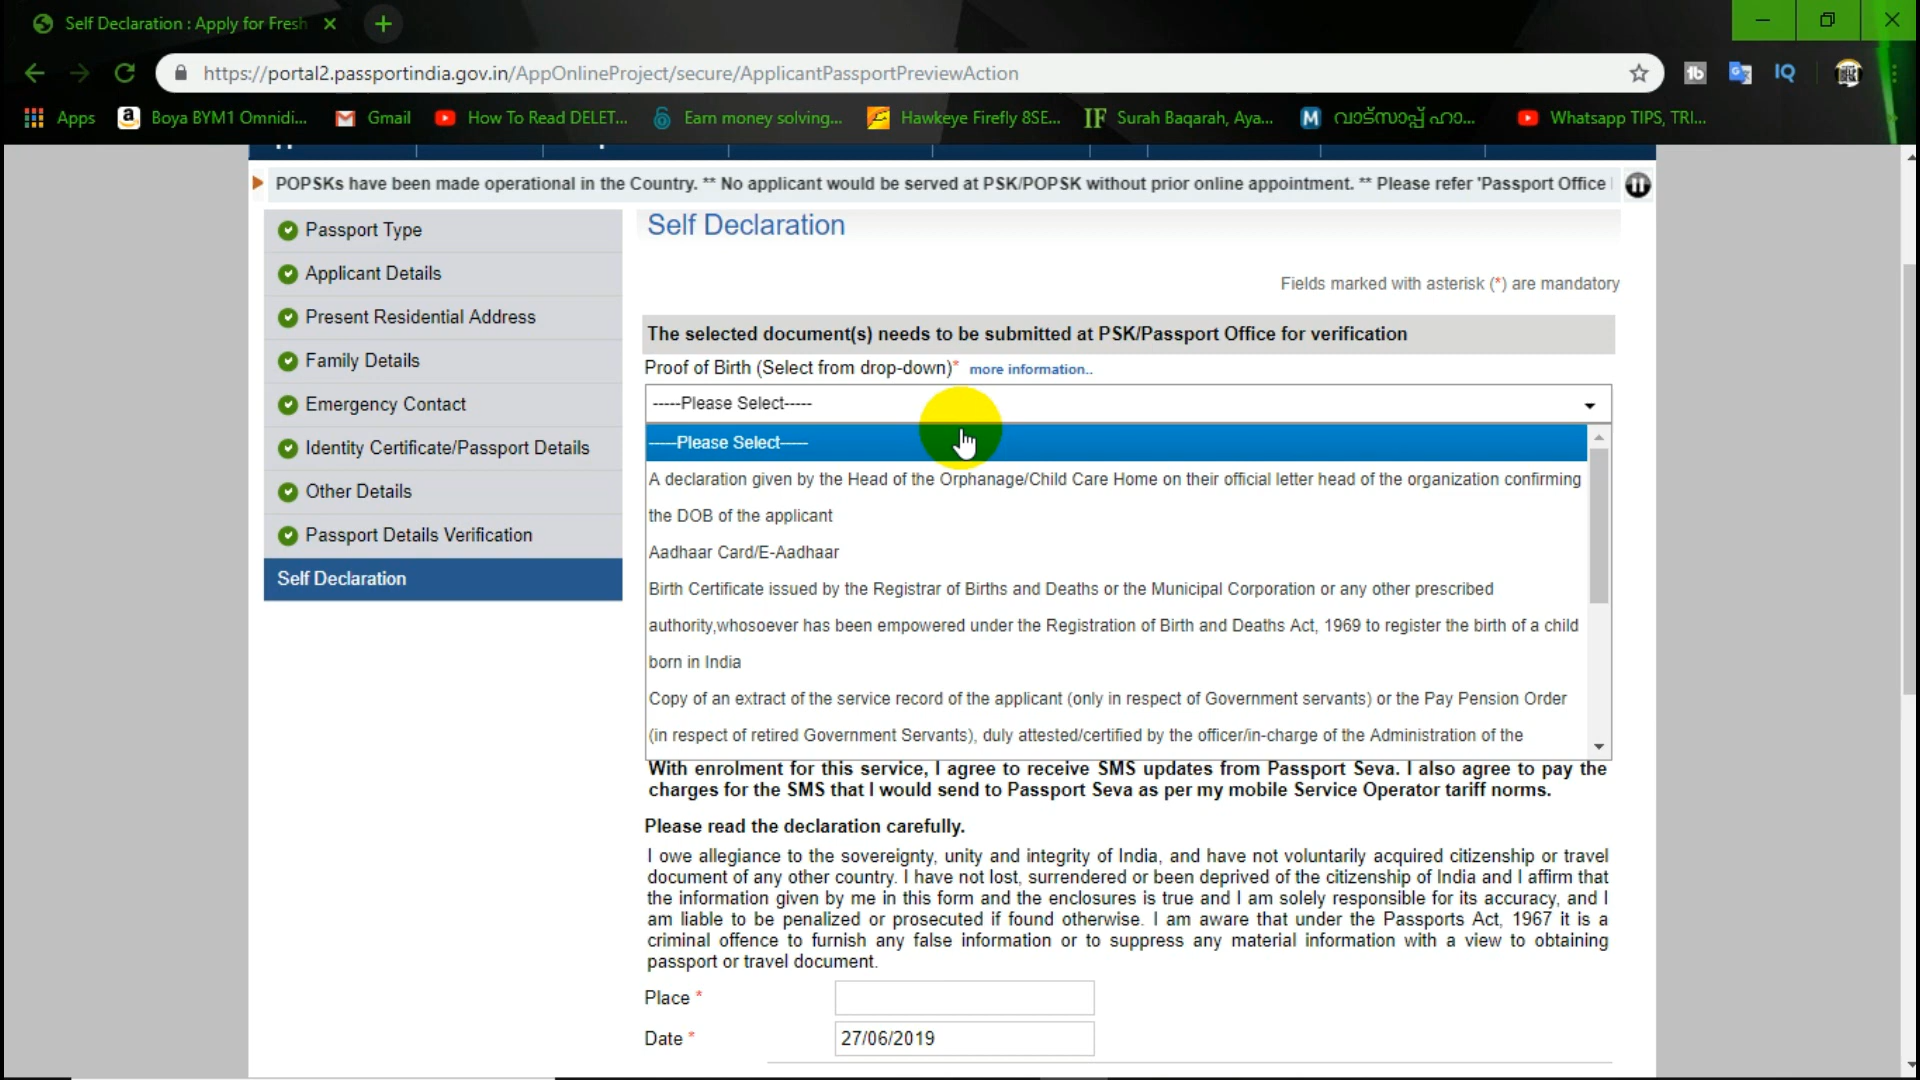 Self Declaration : Apply for Fresh
https://portal2.passportindia.gov.in/AppOnlineProject/secure/ApplicantPassportPreviewAction
Apps
Boya BYM1 Omnidi...
Gmail
How To Read DELET...
Earn money solving...
Hawkeye Firefly 8SE...
IF Surah Baqarah, Aya...
M വാട്സാപ്പ് ഫാ...
Whatsapp TIPS, TRI...
POPSKs have been made operational in the Country. ** No applicant would be served at PSK/POPSK without prior online appointment. ** Please refer 'Passport Office
Passport Type
Applicant Details
Present Residential Address
Family Details
Emergency Contact
Identity Certificate/Passport Details
Other Details
Passport Details Verification
Self Declaration
Self Declaration
Fields marked with asterisk (*) are mandatory
The selected document(s) needs to be submitted at PSK/Passport Office for verification
Proof of Birth (Select from drop-down)* more information..
-----Please Select-----
-----Please Select-----
A declaration given by the Head of the Orphanage/Child Care Home on their official letter head of the organization confirming
the DOB of the applicant
Aadhaar Card/E-Aadhaar
Birth Certificate issued by the Registrar of Births and Deaths or the Municipal Corporation or any other prescribed
authority,whosoever has been empowered under the Registration of Birth and Deaths Act, 1969 to register the birth of a child
born in India
Copy of an extract of the service record of the applicant (only in respect of Government servants) or the Pay Pension Order
(in respect of retired Government Servants), duly attested/certified by the officer/in-charge of the Administration of the
With enrolment for this service, I agree to receive SMS updates from Passport Seva. I also agree to pay the
charges for the SMS that I would send to Passport Seva as per my mobile Service Operator tariff norms.
Please read the declaration carefully.
I owe allegiance to the sovereignty, unity and integrity of India, and have not voluntarily acquired citizenship or travel
document of any other country. I have not lost, surrendered or been deprived of the citizenship of India and I affirm that
the information given by me in this form and the enclosures is true and I am solely responsible for its accuracy, and I
am liable to be penalized or prosecuted if found otherwise. I am aware that under the Passports Act, 1967 it is a
criminal offence to furnish any false information or to suppress any material information with a view to obtaining
passport or travel document.
Place *
Date * 27/06/2019